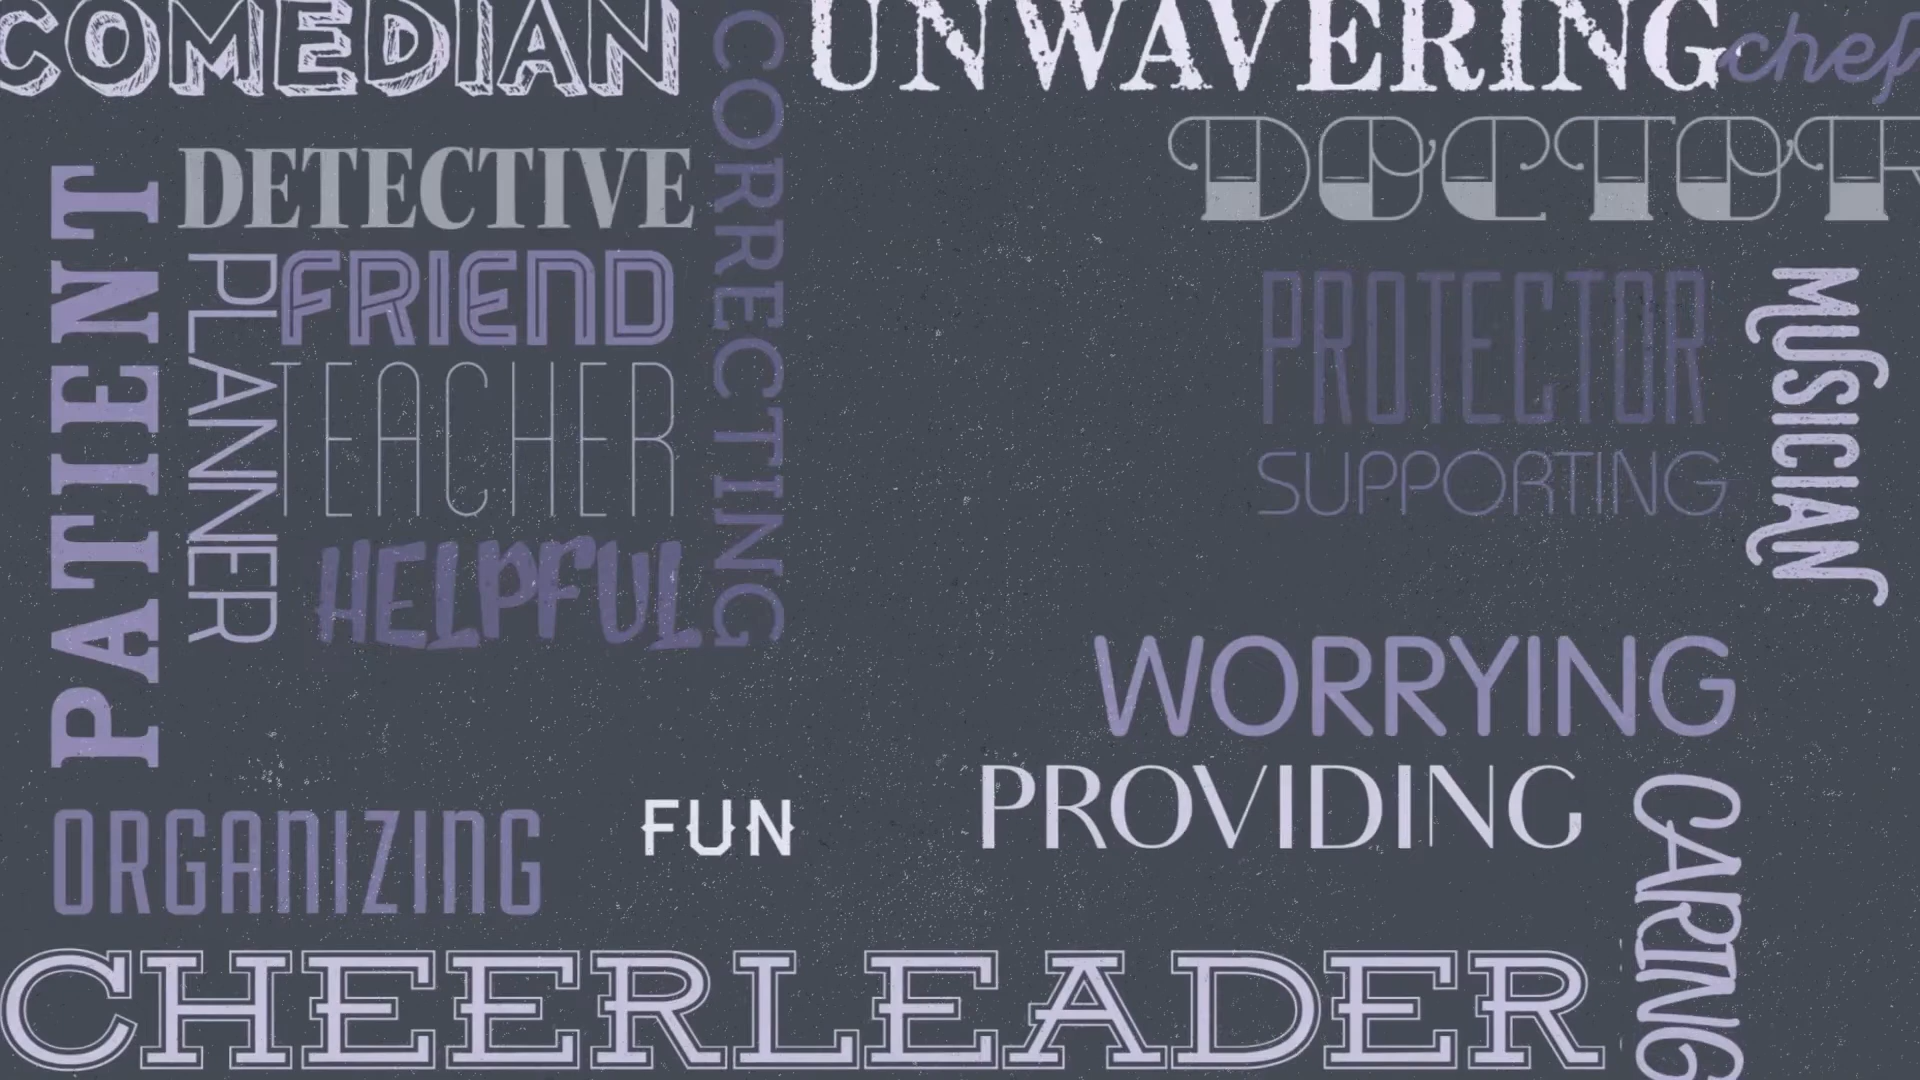 COMEDIAN
CORRECTING
UNWAVERING
chef
DOCTOR
DETECTIVE
PATIENT
PLANNER
FRIEND
TEACHER
HELPFUL
PROTECTOR
SUPPORTING
MUSICIAN
WORRYING
PROVIDING
CARING
ORGANIZING
FUN
CHEERLEADER